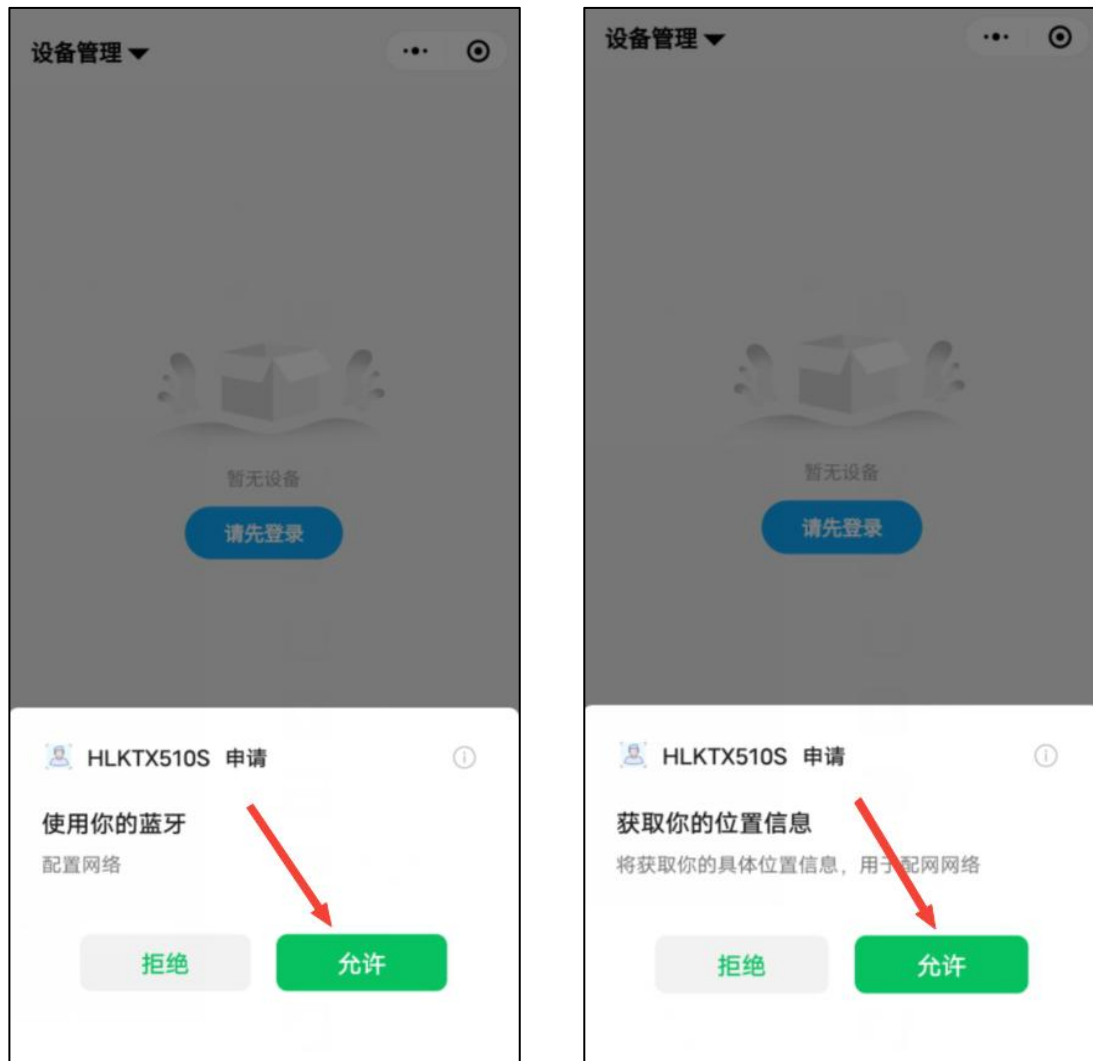 设备管理
暂无设备
请先登录
HLKTX510S 申请
使用你的蓝牙
配置网络
拒绝
允许
设备管理
暂无设备
请先登录
HLKTX510S 申请
获取你的位置信息
将获取你的具体位置信息，用于配网网络
拒绝
允许